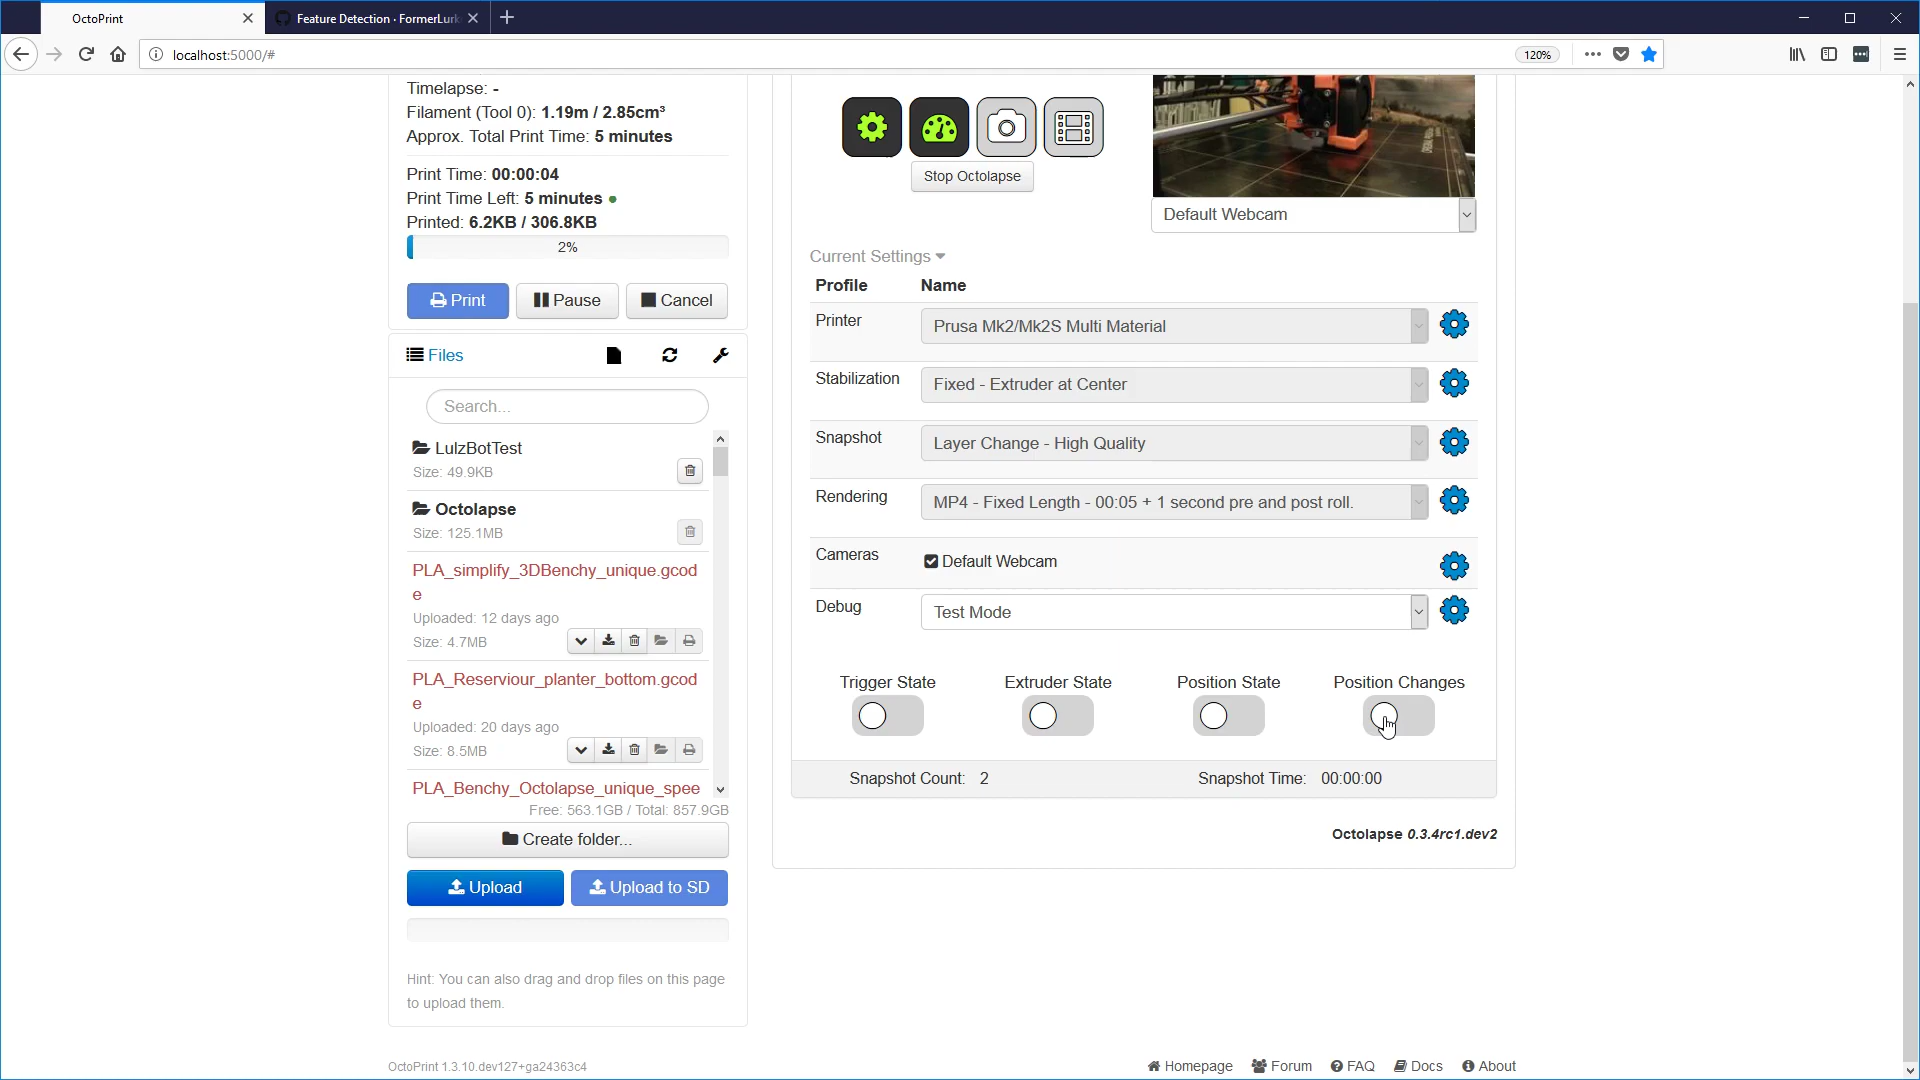 OctoPrint
Feature Detection · FormerLurk
localhost:5000/#
120%
Timelapse: -
Filament (Tool 0): 1.19m / 2.85cm³
Approx. Total Print Time: 5 minutes
Print Time: 00:00:04
Print Time Left: 5 minutes
Printed: 6.2KB / 306.8KB
2%
Print
Pause
Cancel
Files
Search...
LulzBotTest
Size: 49.9KB
Octolapse
Size: 125.1MB
PLA_simplify_3DBenchy_unique.gcod
e
Uploaded: 12 days ago
Size: 4.7MB
PLA_Reserviour_planter_bottom.gcod
e
Uploaded: 20 days ago
Size: 8.5MB
PLA_Benchy_Octolapse_unique_spee
Free: 563.1GB / Total: 857.9GB
Create folder...
Upload
Upload to SD
Hint: You can also drag and drop files on this page
to upload them.
Stop Octolapse
Default Webcam
Current Settings
Profile Name
Printer Prusa Mk2/Mk2S Multi Material
Stabilization Fixed - Extruder at Center
Snapshot Layer Change - High Quality
Rendering MP4 - Fixed Length - 00:05 + 1 second pre and post roll.
Cameras Default Webcam
Debug Test Mode
Trigger State Extruder State Position State Position Changes
Snapshot Count: 2 Snapshot Time: 00:00:00
Octolapse 0.3.4rc1.dev2
OctoPrint 1.3.10.dev127+ga24363c4
Homepage Forum FAQ Docs About